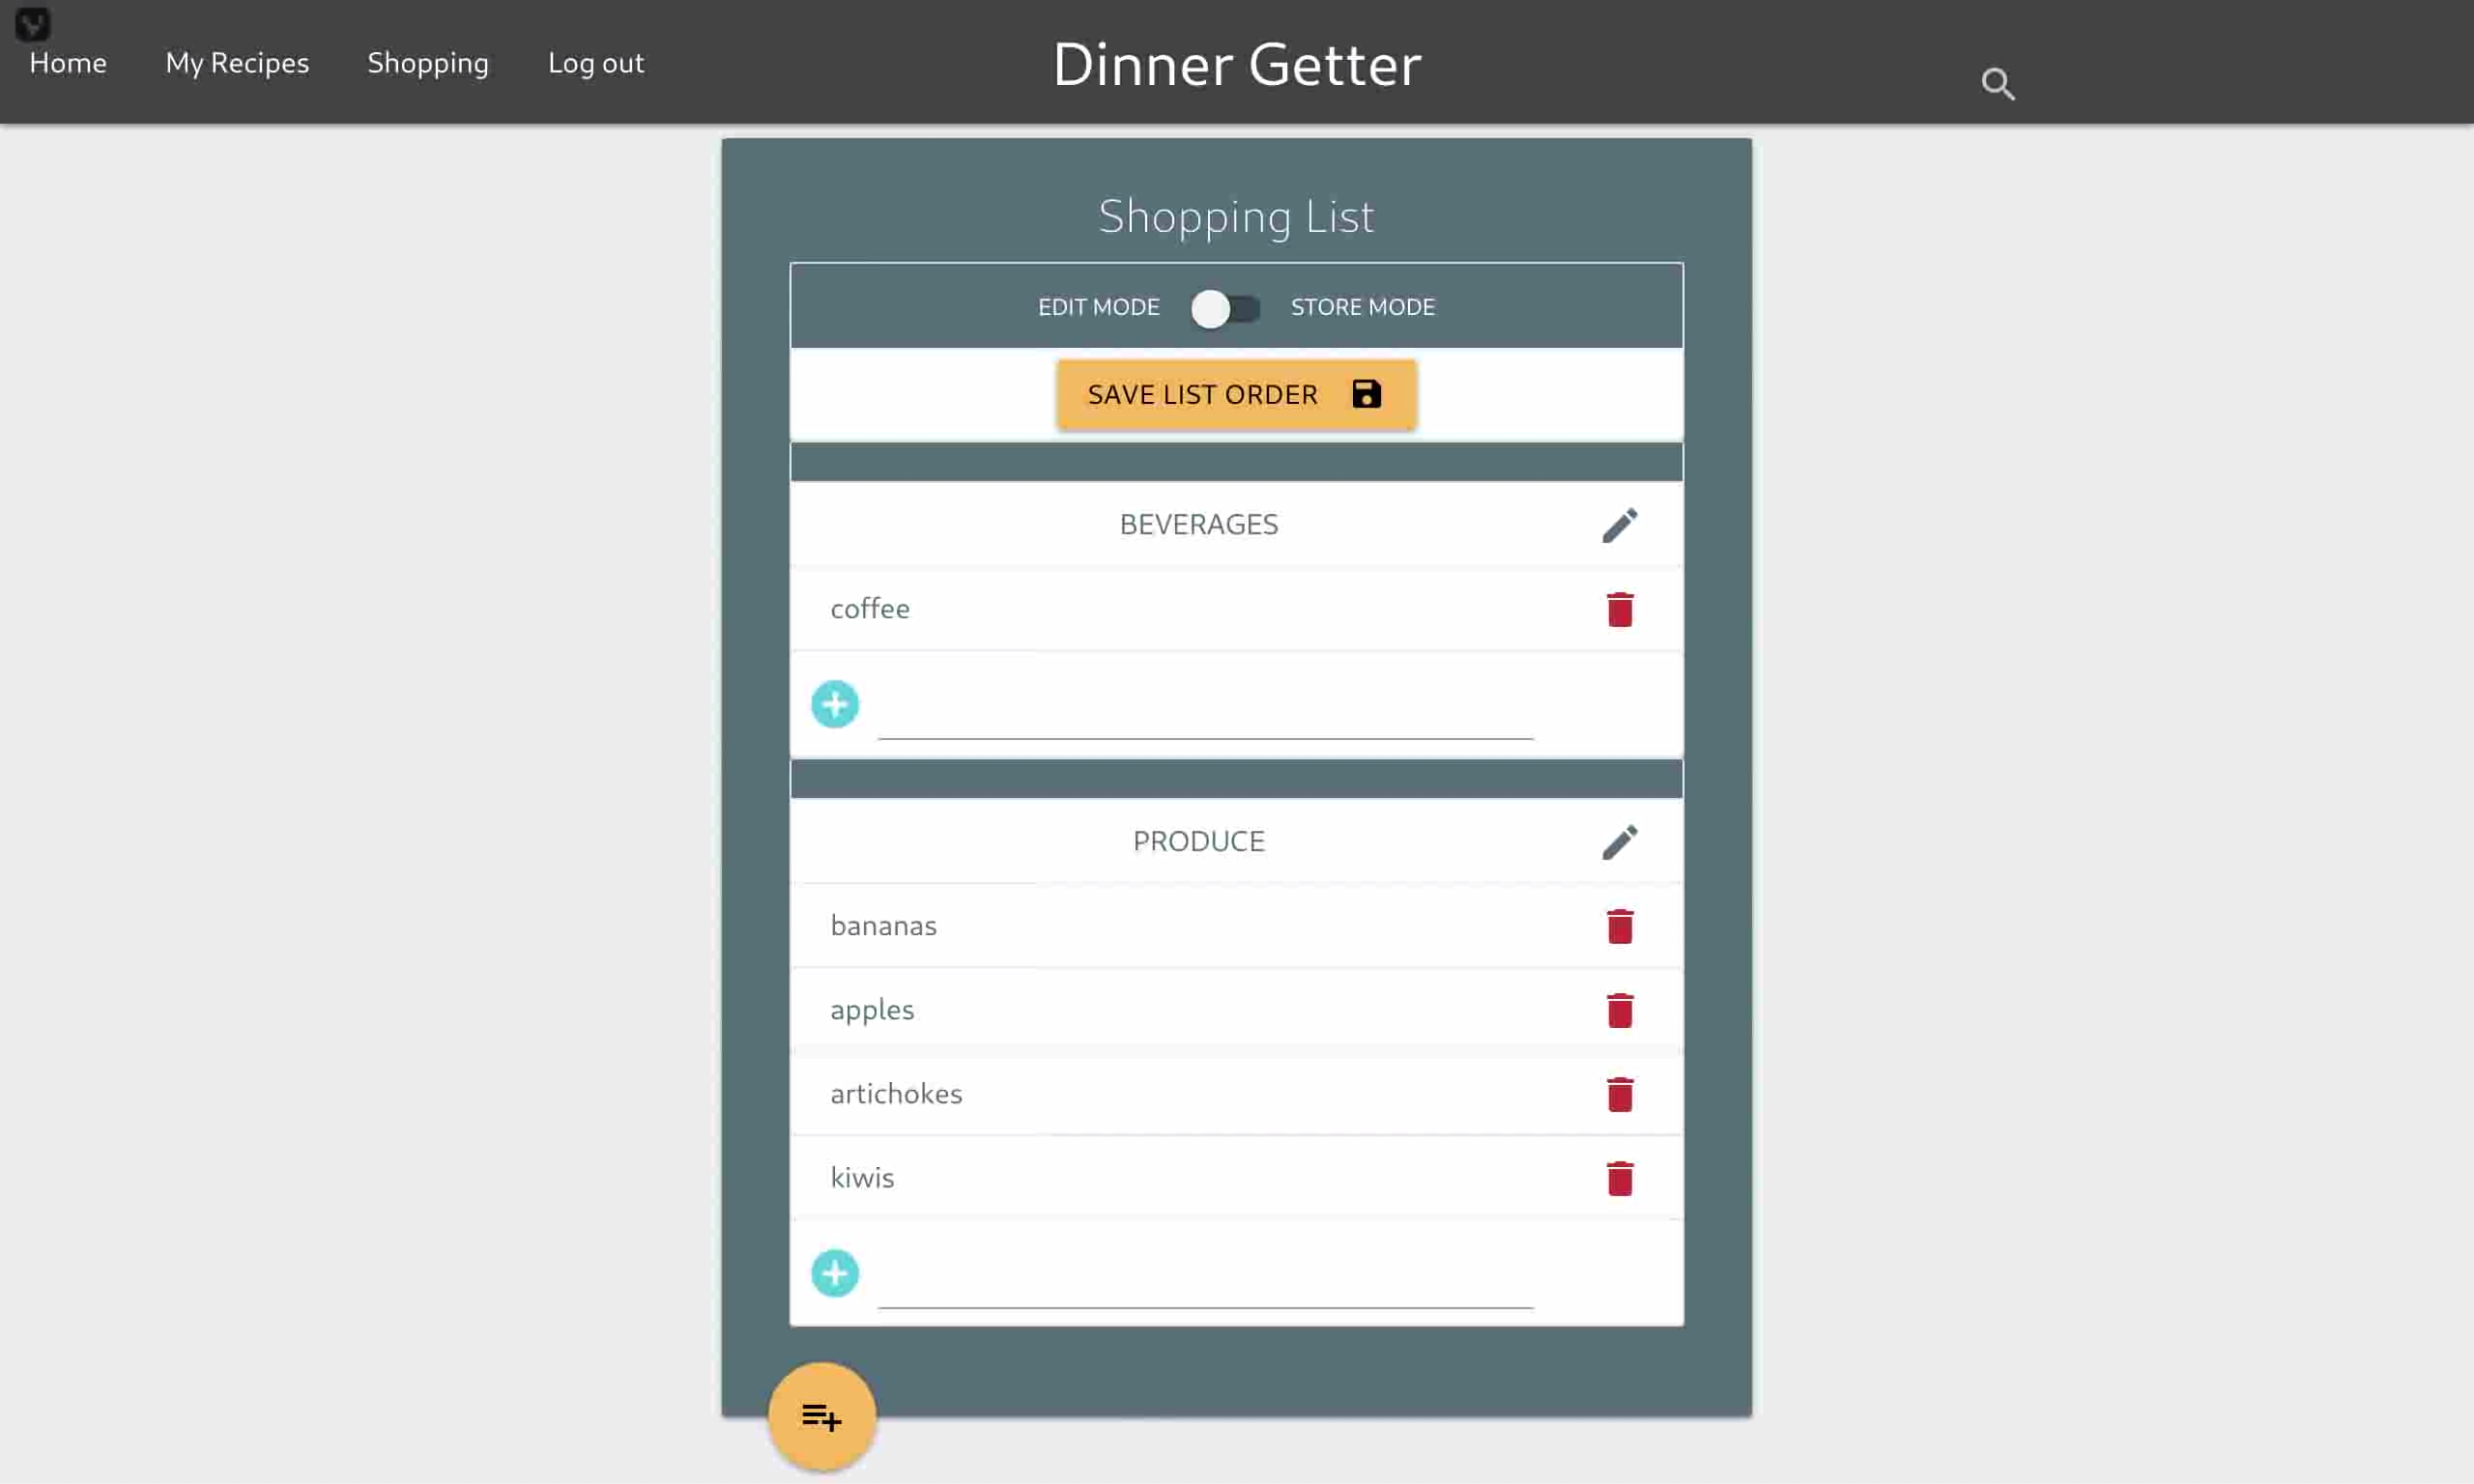 Home My Recipes Shopping Log out Dinner Getter
Shopping List
EDIT MODE STORE MODE
SAVE LIST ORDER
BEVERAGES
coffee
PRODUCE
bananas
apples
artichokes
kiwis